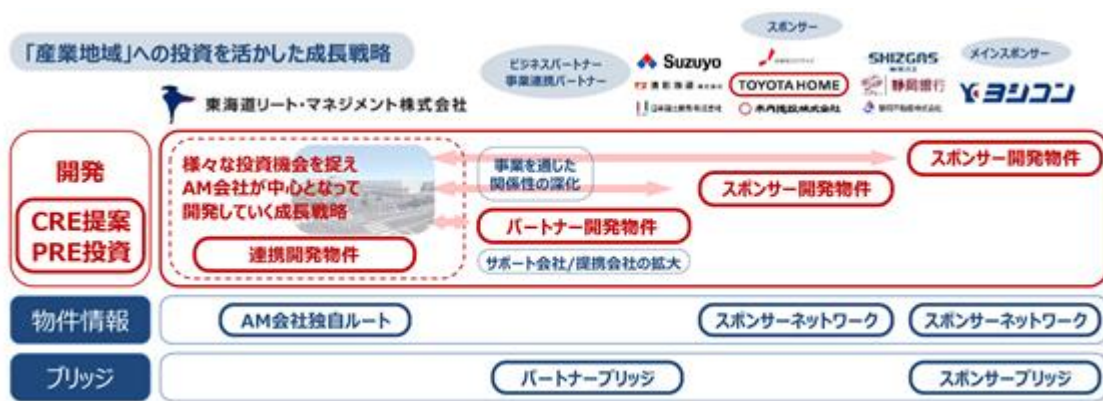 「産業地域」への投資を活かした成長戦略
東海道リート・マネジメント株式会社
ビジネスパートナー
事業連携パートナー
スポンサー
メインスポンサー
Suzuyo
TOYOTA HOME
木内建設株式会社
SHIZGAS
静岡銀行
ヨシコン
開発
CRE提案
PRE投資
様々な投資機会を捉え
AM会社が中心となって
開発していく成長戦略
連携開発物件
事業を通じた
関係性の深化
パートナー開発物件
サポート会社/提携会社の拡大
スポンサー開発物件
スポンサー開発物件
物件情報
AM会社独自ルート
スポンサーネットワーク
スポンサーネットワーク
ブリッジ
パートナーブリッジ
スポンサーブリッジ